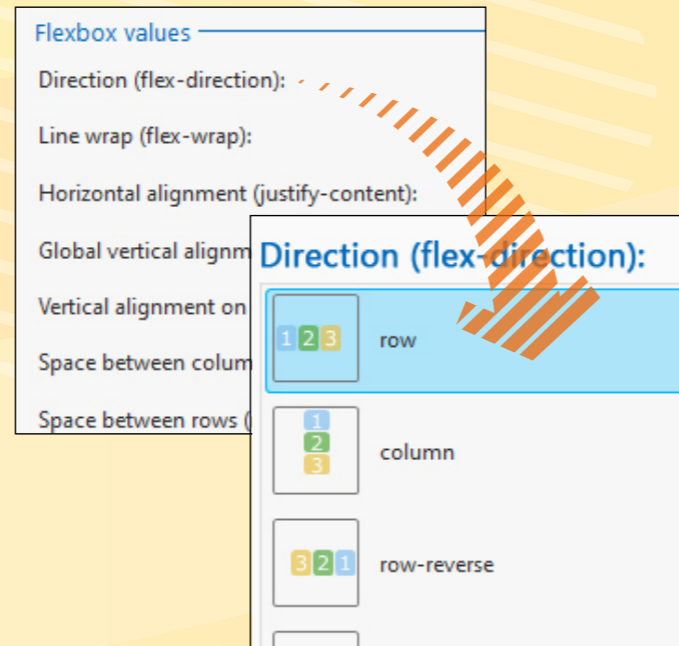 Flexbox values
Direction (flex-direction):
Line wrap (flex-wrap):
Horizontal alignment (justify-content):
Global vertical alignm
Vertical alignment on
Space between colum
Space between rows (
Direction (flex-direction):
1 2 3
row
1
2
3
column
3 2 1
row-reverse